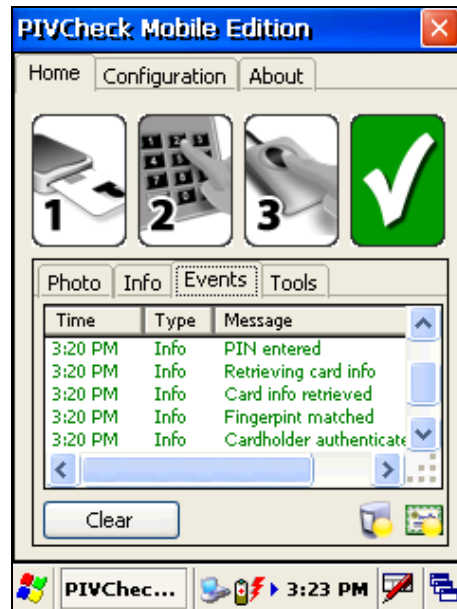 PIVCheck Mobile Edition
Home Configuration About
1 2 3
Photo Info Events Tools
Time Type Message
3:20 PM Info PIN entered
3:20 PM Info Retrieving card info
3:20 PM Info Card info retrieved
3:20 PM Info Fingerpint matched
3:20 PM Info Cardholder authenticate
Clear
PIVChec... 3:23 PM